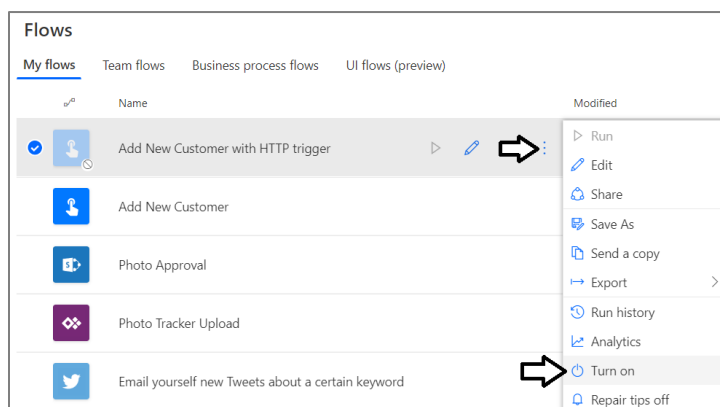 Flows
My flows Team flows Business process flows UI flows (preview)
Name Modified
Add New Customer with HTTP trigger
Run
Edit
Share
Add New Customer
Save As
Send a copy
Photo Approval
Export
Run history
Photo Tracker Upload
Analytics
Turn on
Email yourself new Tweets about a certain keyword
Repair tips off